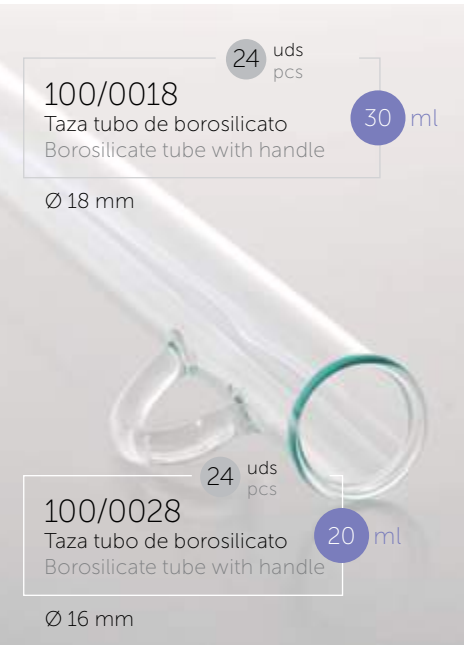 24 uds
pcs
100/0018
Taza tubo de borosilicato
Borosilicate tube with handle
30 ml
Ø 18 mm
24 uds
pcs
100/0028
Taza tubo de borosilicato
Borosilicate tube with handle
20 ml
Ø 16 mm